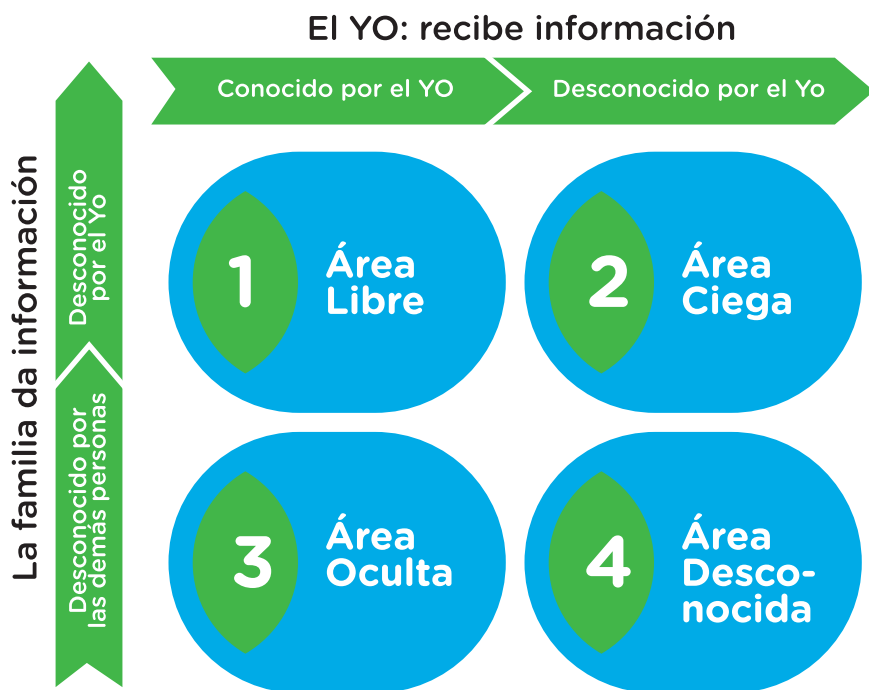 El YO: recibe información
Conocido por el YO
Desconocido por el Yo
La familia da información
Desconocido
por el Yo
Desconocido por
las demás personas
1
Área
Libre
2
Área
Ciega
3
Área
Oculta
4
Área
Desco-
nocida